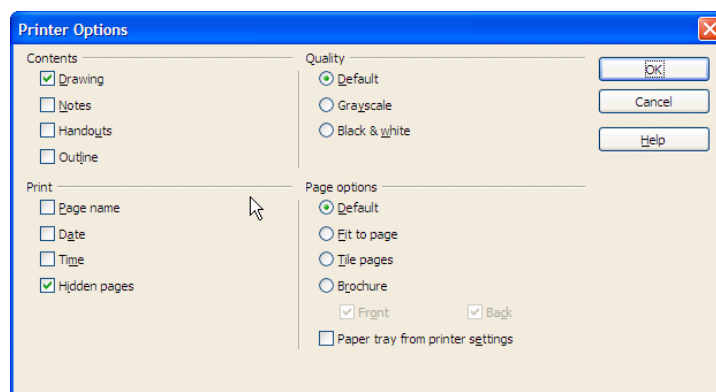 Printer Options
Contents
Drawing
Notes
Handouts
Outline
Print
Page name
Date
Time
Hidden pages
Quality
Default
Grayscale
Black & white
Page options
Default
Fit to page
Tile pages
Brochure
Front Back
Paper tray from printer settings
OK
Cancel
Help